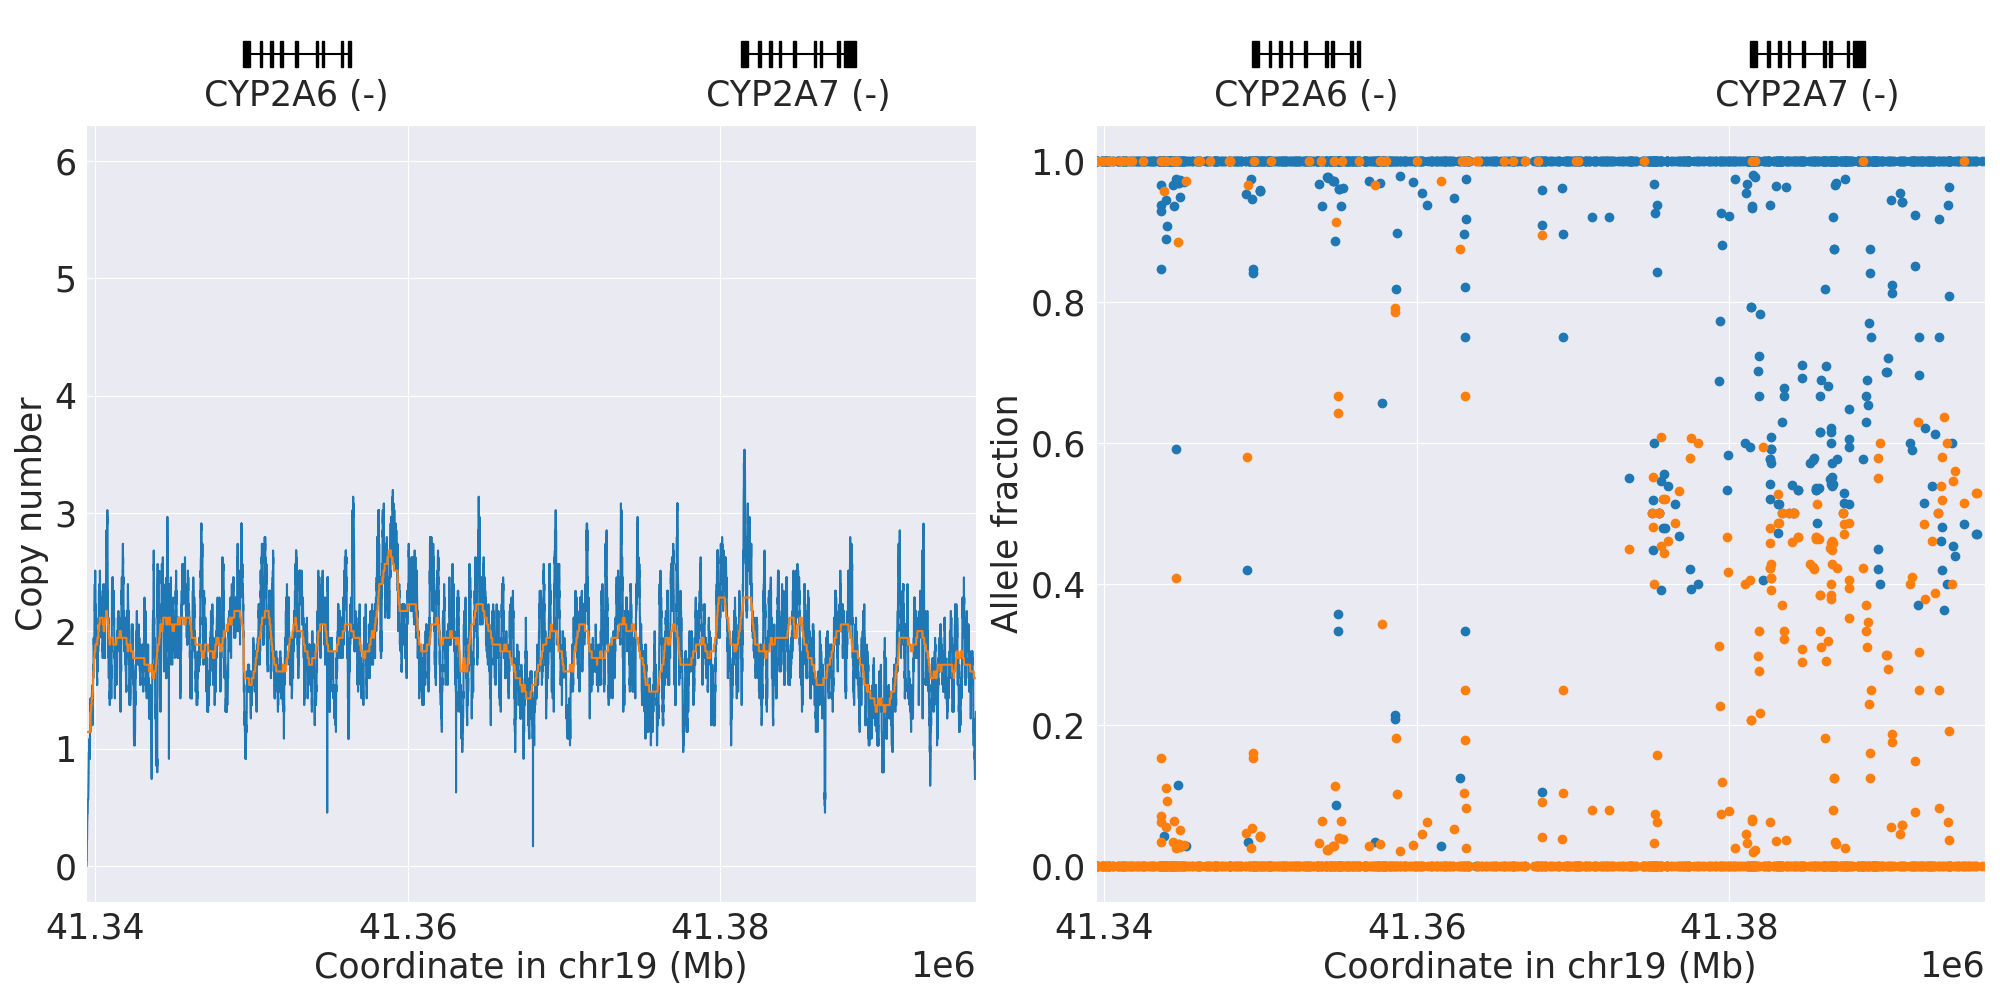 CYP2A6 (-)
CYP2A7 (-)
6
5
4
3
2
1
0
Copy number
41.34
41.36
41.38
Coordinate in chr19 (Mb)
1e6
CYP2A6 (-)
CYP2A7 (-)
1.0
0.8
0.6
0.4
0.2
0.0
Allele fraction
41.34
41.36
41.38
Coordinate in chr19 (Mb)
1e6